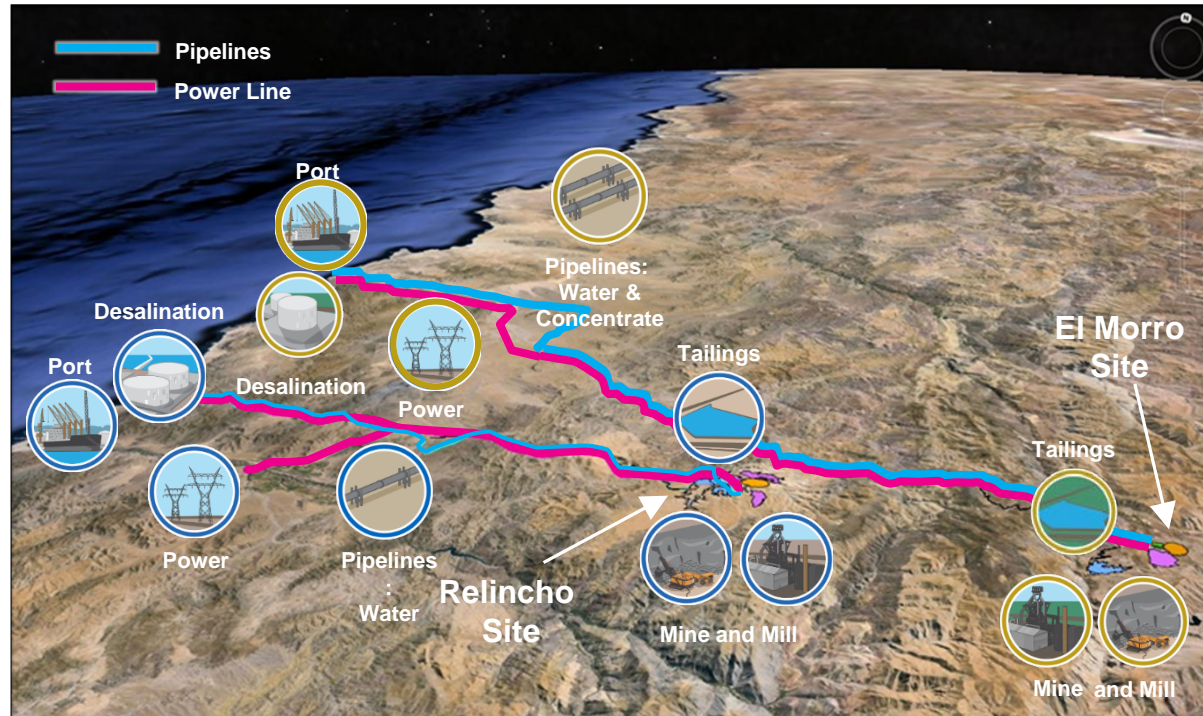 Pipelines
Power Line
Port
Pipelines:
Water &
Concentrate
Desalination
Port
Desalination
Power
Tailings
El Morro
Site
Tailings
Power
Pipelines
:
Water
Relincho
Site
Mine and Mill
Mine and Mill
N